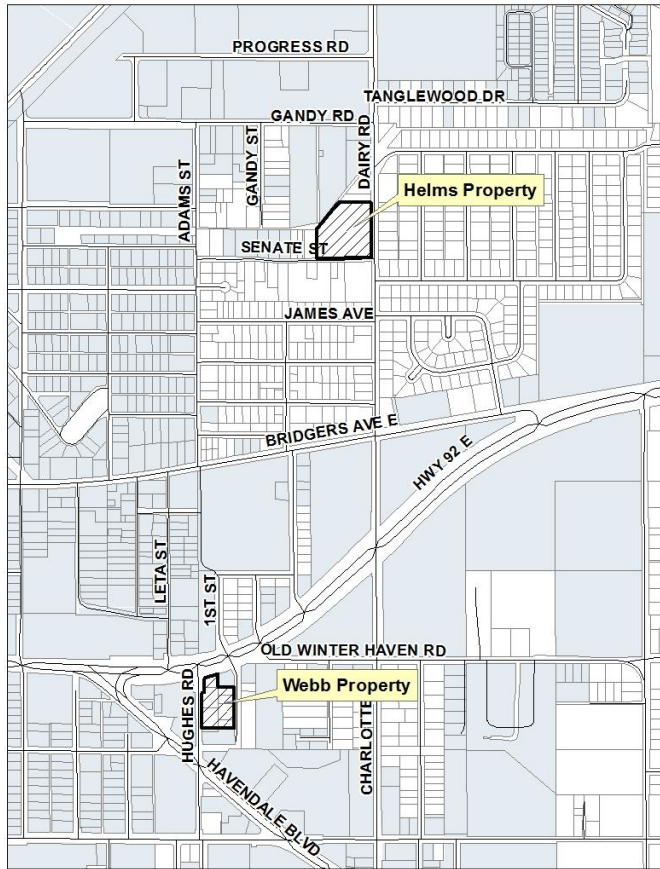 PROGRESS RD
TANGLEWOOD DR
GANDY RD
GANDY ST
DAIRY RD
ADAMS ST
Helms Property
SENATE ST
JAMES AVE
BRIDGERS AVE E
HWY 92 E
LETA ST
1ST ST
OLD WINTER HAVEN RD
HUGHES RD
Webb Property
CHARLOTTE
HAVENDALE BLVD